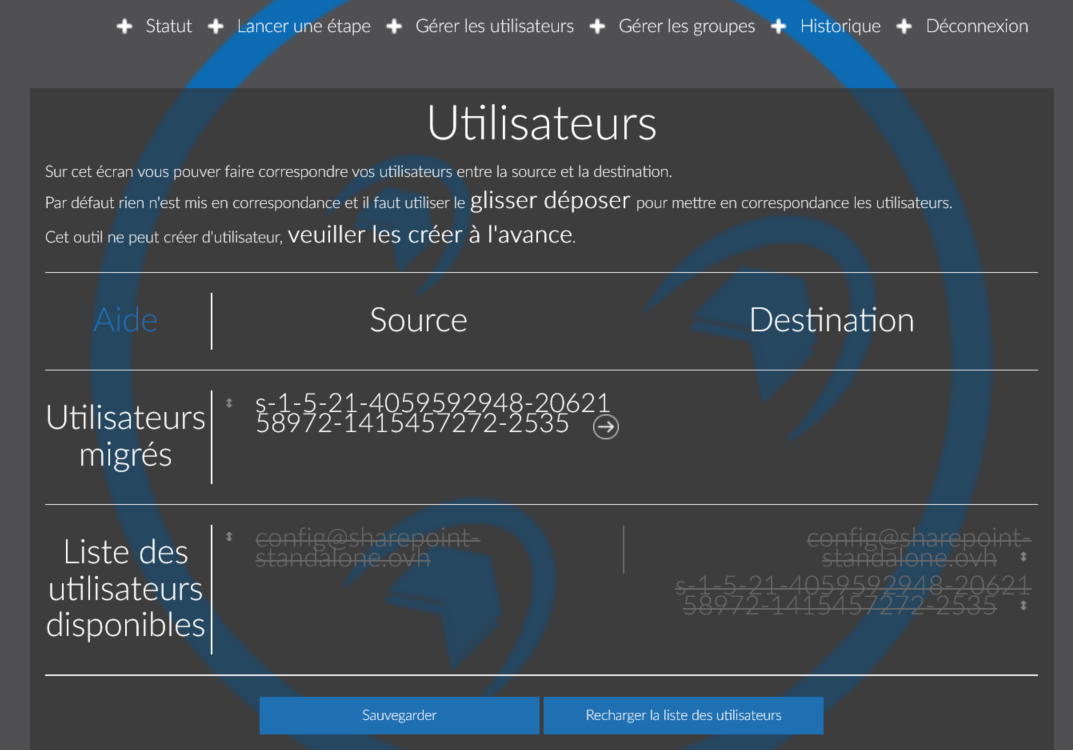 Statut Lancer une étape Gérer les utilisateurs Gérer les groupes Historique Déconnexion
Utilisateurs
Sur cet écran vous pouver faire correspondre vos utilisateurs entre la source et la destination.
Par défaut rien n'est mis en correspondance et il faut utiliser le glisser déposer pour mettre en correspondance les utilisateurs.
Cet outil ne peut créer d'utilisateur, veuiller les créer à l'avance.
Aide
Source
Destination
Utilisateurs
migrés
s-1-5-21-4059592948-20621
58972-1415457272-2535
Liste des
utilisateurs
disponibles
config@sharepoint-
standalone.ovh
config@sharepoint-
standalone.ovh
s-1-5-21-4059592948-20621
58972-1415457272-2535
Sauvegarder
Recharger la liste des utilisateurs